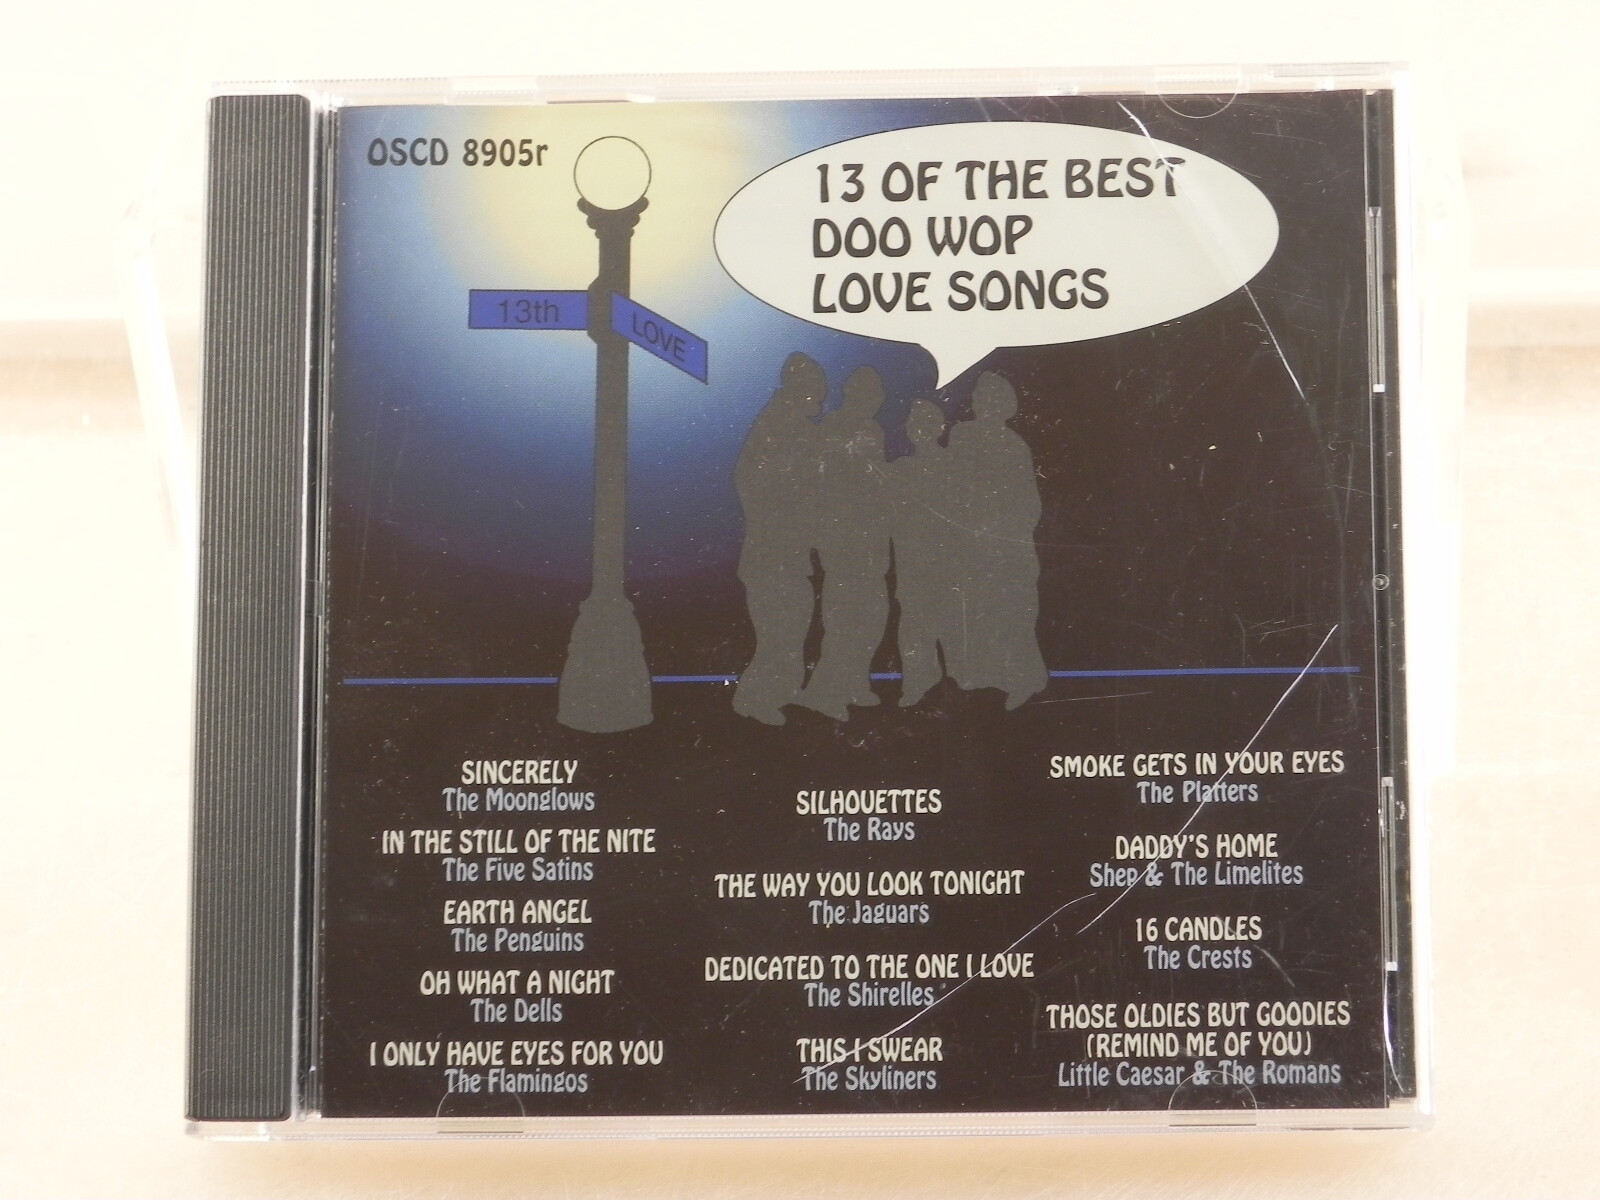 OSCD 8905r
13 OF THE BEST
DOO WOP
LOVE SONGS
13th
LOVE
SINCERELY
The Moonglows
IN THE STILL OF THE NITE
The Five Satins
EARTH ANGEL
The Penguins
OH WHAT A NIGHT
The Dells
I ONLY HAVE EYES FOR YOU
The Flamingos
SILHOUETTES
The Rays
THE WAY YOU LOOK TONIGHT
The Jaguars
DEDICATED TO THE ONE I LOVE
The Shirelles
THIS I SWEAR
The Skyliners
SMOKE GETS IN YOUR EYES
The Platters
DADDY'S HOME
Shep & The Limelites
16 CANDLES
The Crests
THOSE OLDIES BUT GOODIES
(REMIND ME OF YOU)
Little Caesar & The Romans